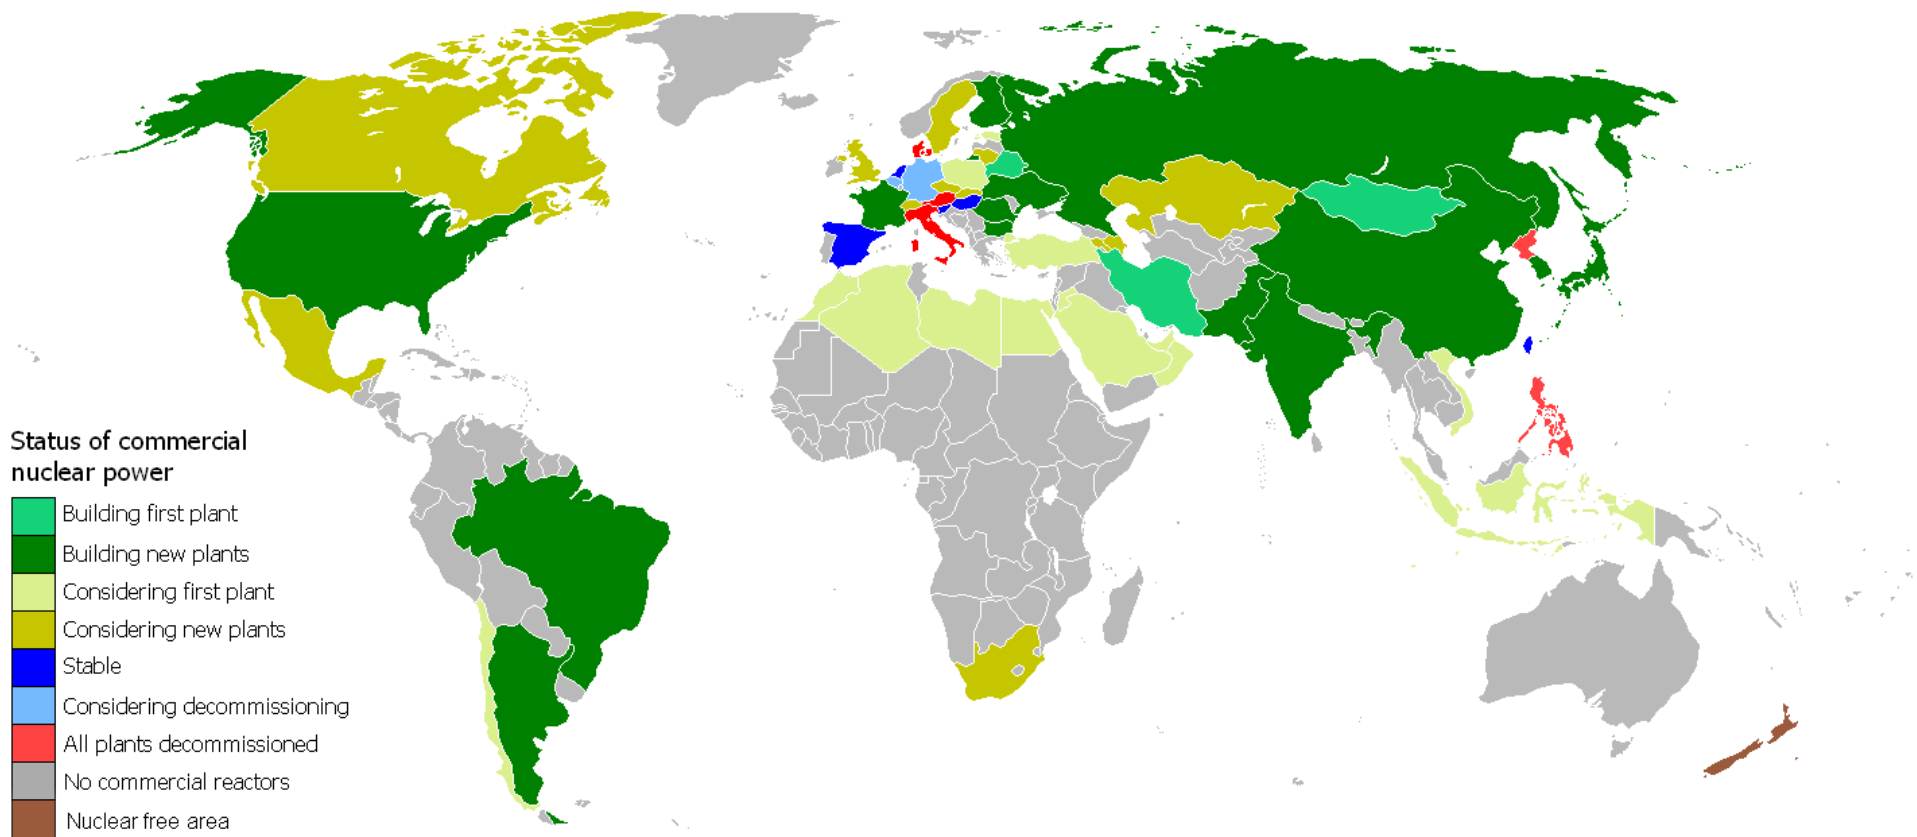 Status of commercial
nuclear power
Building first plant
Building new plants
Considering first plant
Considering new plants
Stable
Considering decommissioning
All plants decommissioned
No commercial reactors
Nuclear free area